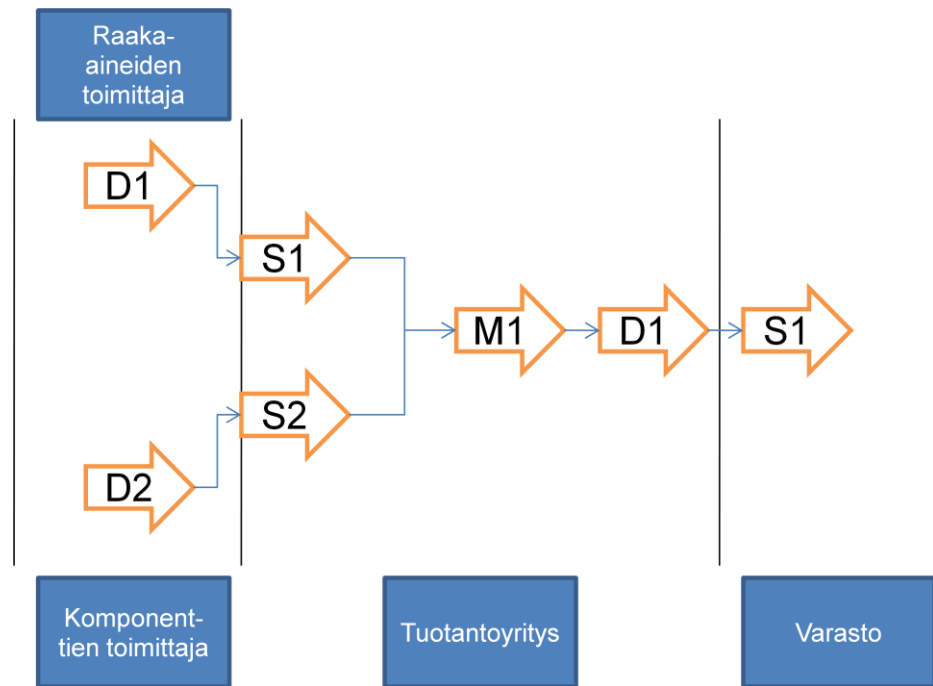 Raaka-
aineiden
toimittaja
D1
S1
M1
D1
S1
S2
D2
Komponent-
tien toimittaja
Tuotantoyritys
Varasto